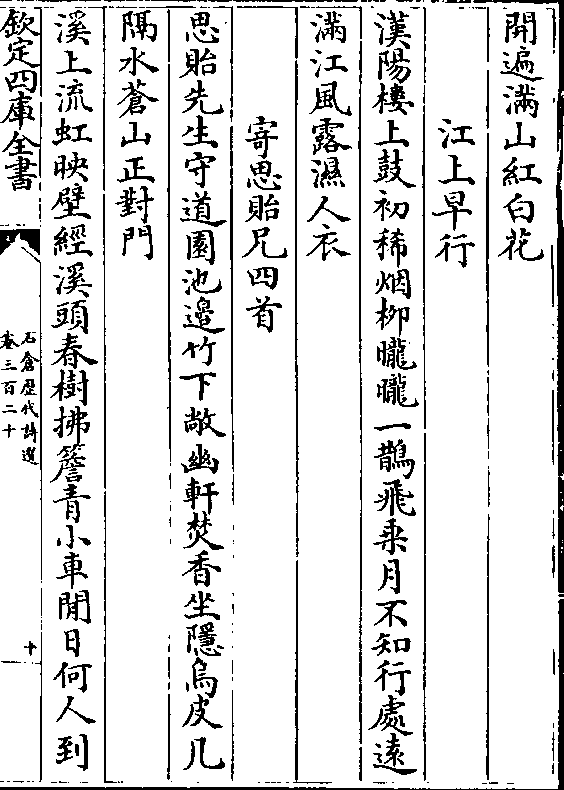 開遍滿山紅白花
江上早行
漢陽樓上鼓初稀烟柳曨曨一鵲飛乗月不知行處逺
滿江風露濕人衣
寄思貽兄四首
思貽先生守道園池邉竹下敞幽軒焚香坐隱烏皮几
隔水蒼山正對門
溪上流虹映壁經溪頭春樹拂簷青小車閒日何人到
欽定四庫全書
石倉歴代詩選
卷三百二十
十